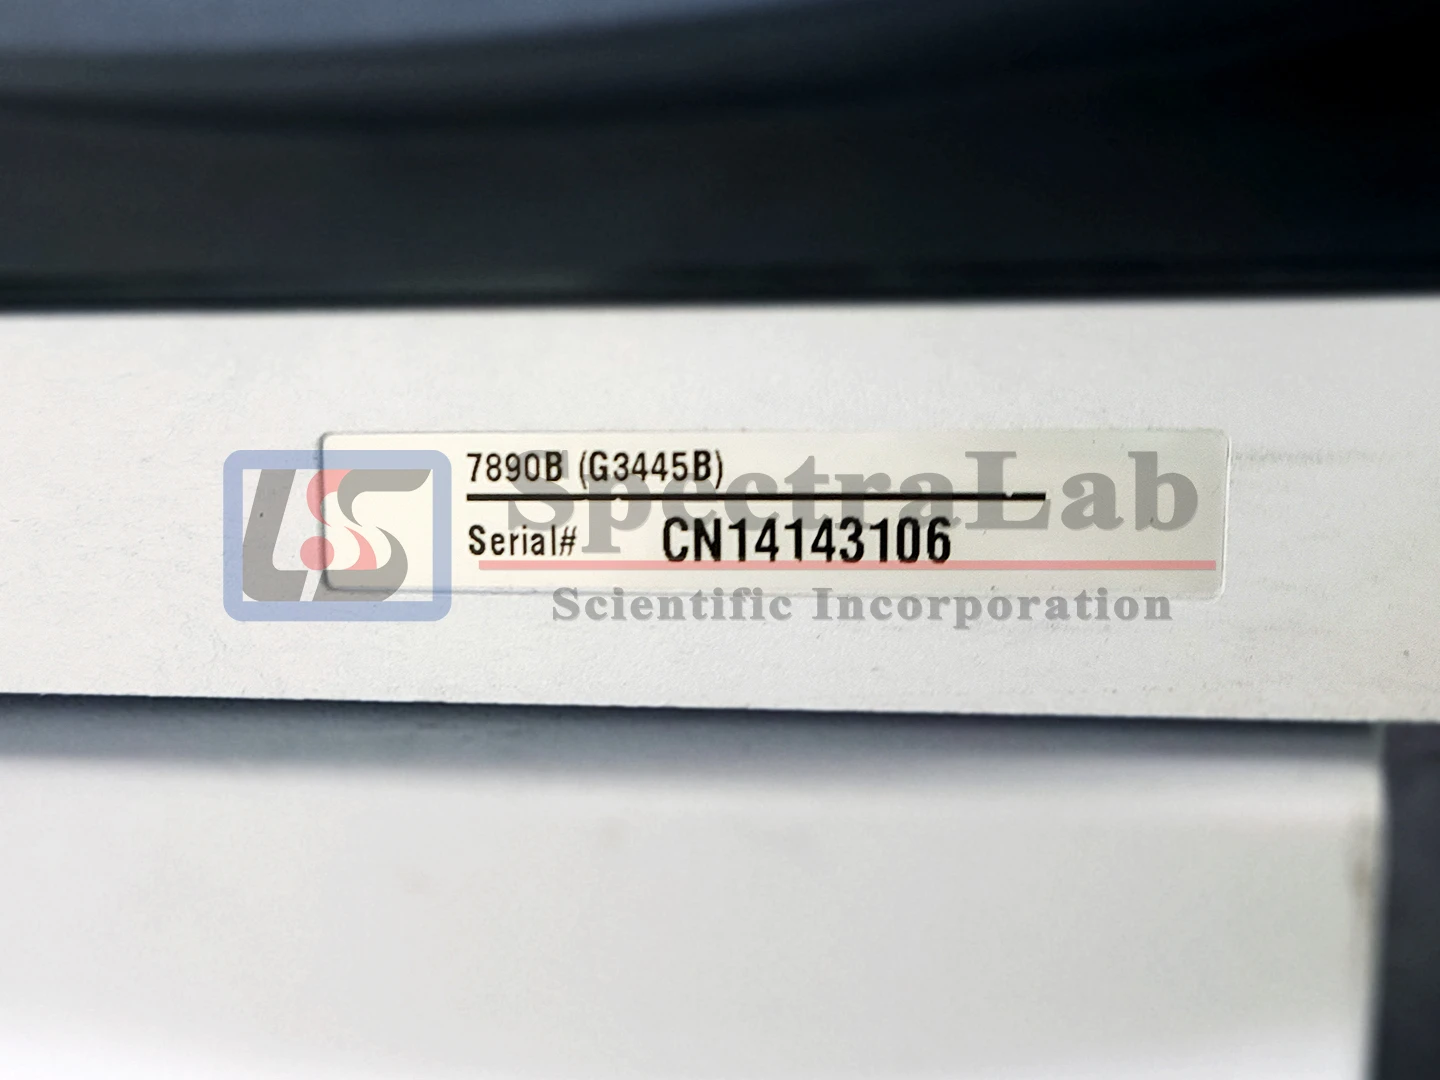 7890B (G3445B)
Serial# CN14143106
SpectraLab
Scientific Incorporation